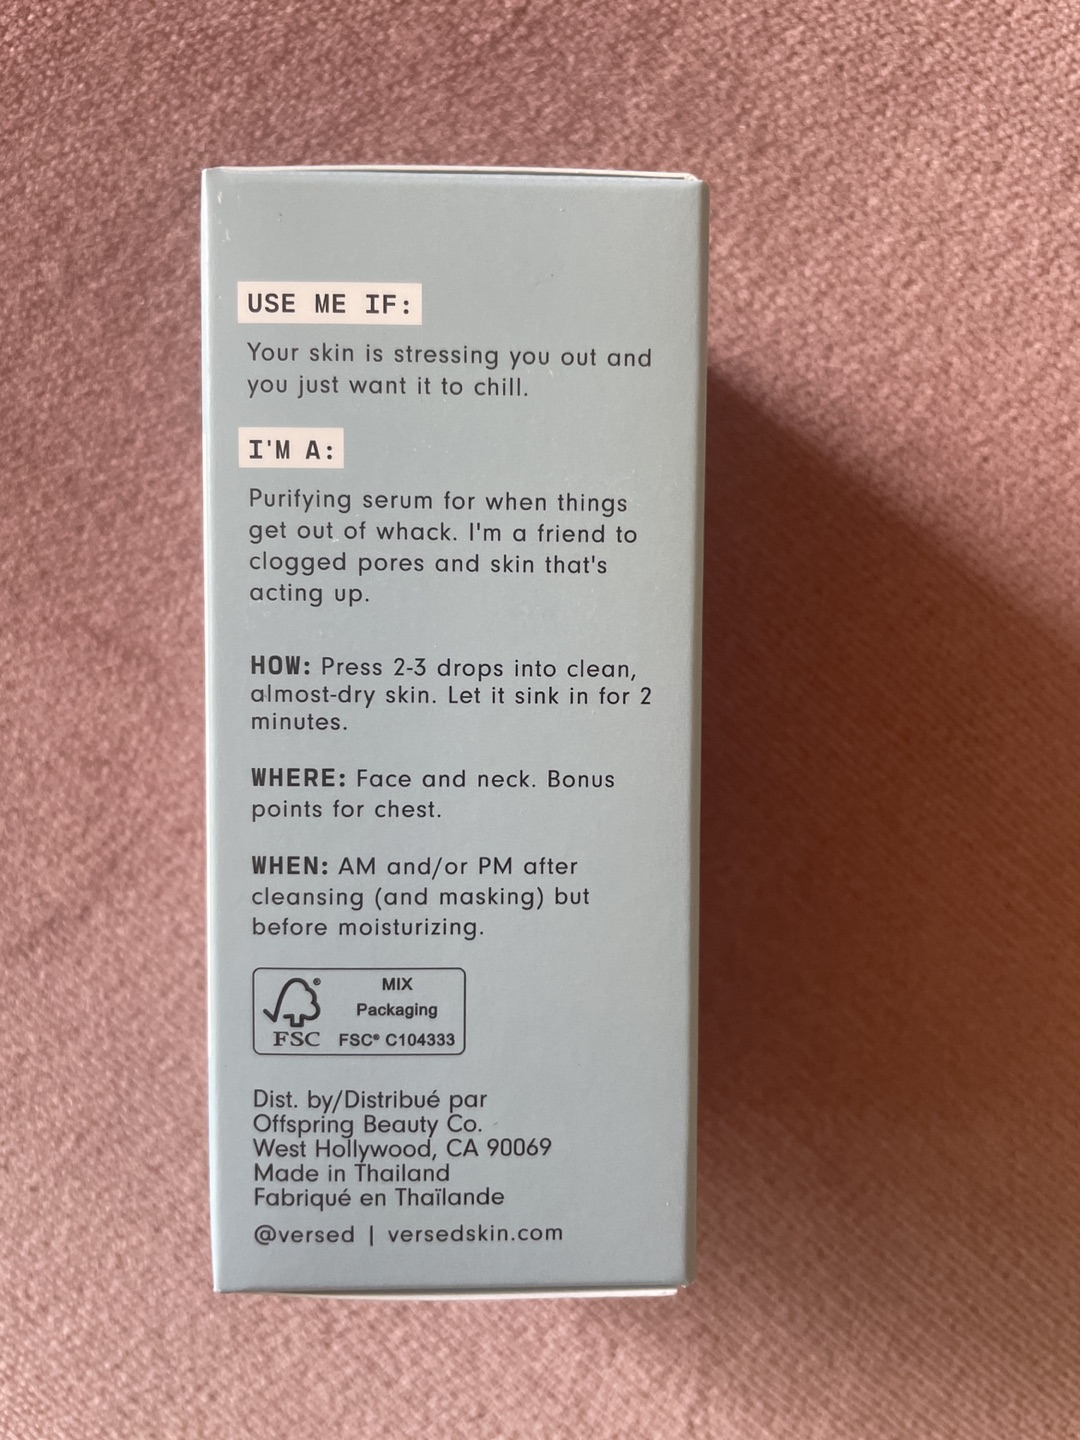 USE ME IF:
Your skin is stressing you out and
you just want it to chill.
I'M A:
Purifying serum for when things
get out of whack. I'm a friend to
clogged pores and skin that's
acting up.
HOW: Press 2-3 drops into clean,
almost-dry skin. Let it sink in for 2
minutes.
WHERE: Face and neck. Bonus
points for chest.
WHEN: AM and/or PM after
cleansing (and masking) but
before moisturizing.
MIX
Packaging
FSC® C104333
FSC
®
Dist. by/Distribué par
Offspring Beauty Co.
West Hollywood, CA 90069
Made in Thailand
Fabriqué en Thaïlande
@versed | versedskin.com